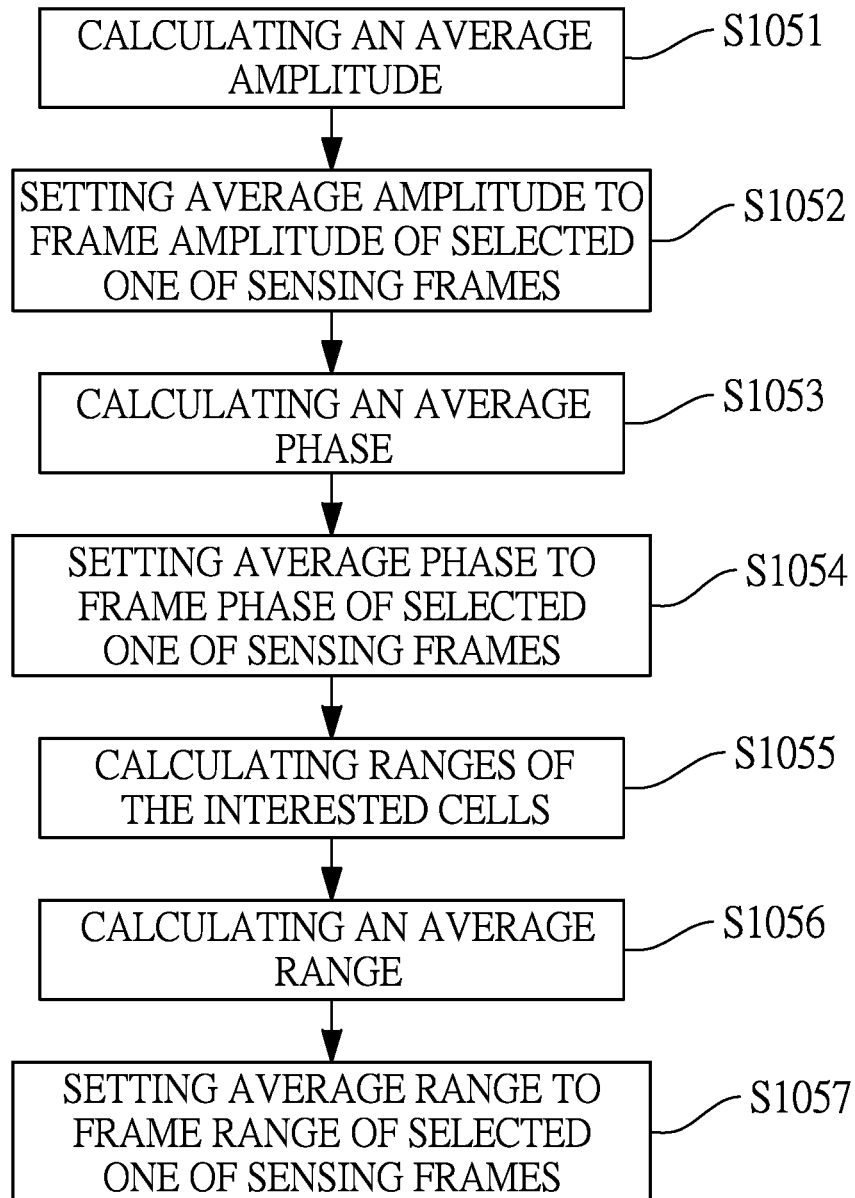 CALCULATING AN AVERAGE
AMPLITUDE
S1051
SETTING AVERAGE AMPLITUDE TO
FRAME AMPLITUDE OF SELECTED
ONE OF SENSING FRAMES
S1052
CALCULATING AN AVERAGE
PHASE
S1053
SETTING AVERAGE PHASE TO
FRAME PHASE OF SELECTED
ONE OF SENSING FRAMES
S1054
CALCULATING RANGES OF
THE INTERESTED CELLS
S1055
CALCULATING AN AVERAGE
RANGE
S1056
SETTING AVERAGE RANGE TO
FRAME RANGE OF SELECTED
ONE OF SENSING FRAMES
S1057